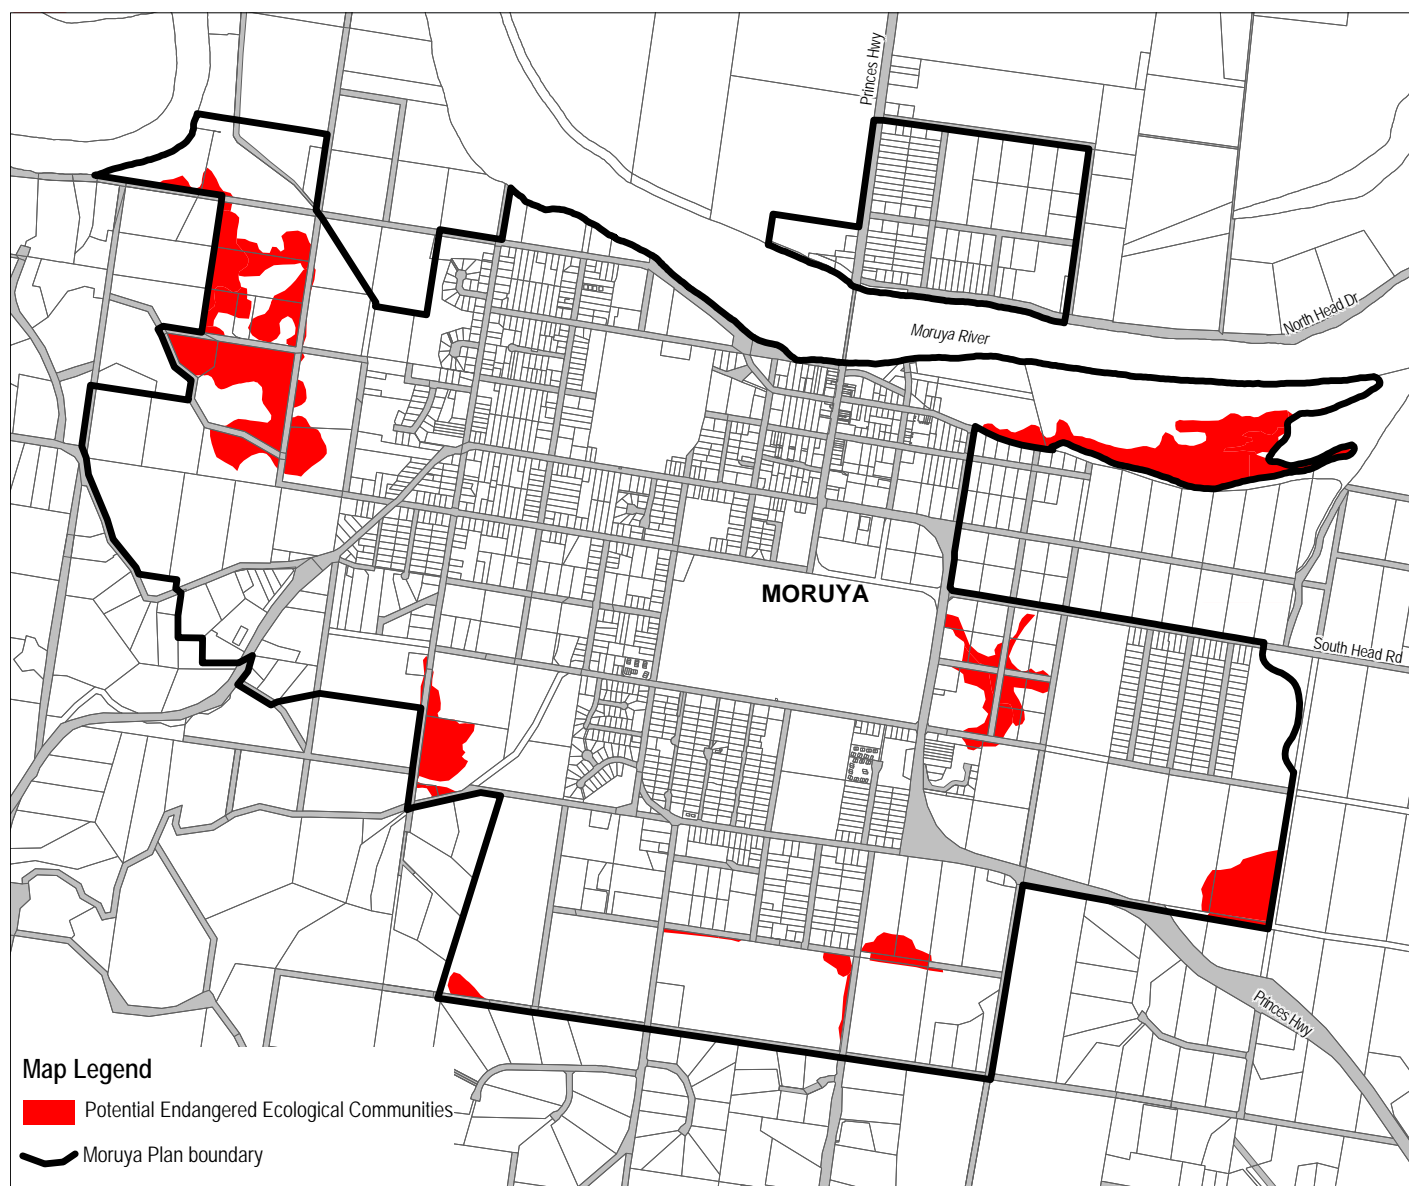 Princes Hwy
North Head Dr
Moruya River
MORUYA
South Head Rd
Princes Hwy
Map Legend
Potential Endangered Ecological Communities
Moruya Plan boundary